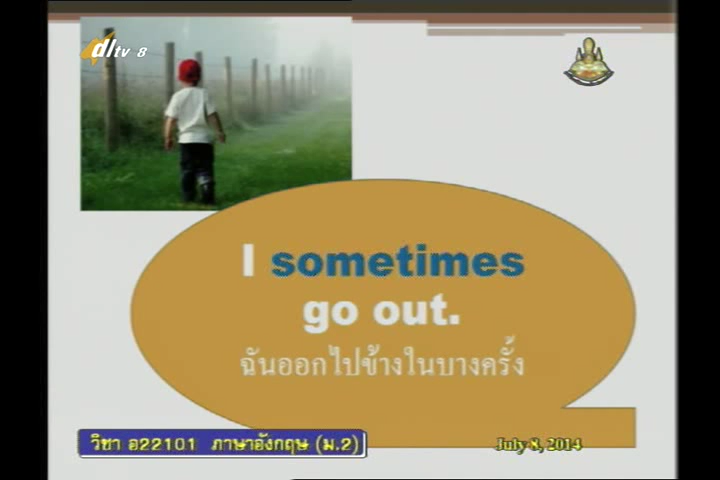 dltv 8
I sometimes
go out.
ฉันออกไปข้างในบางครั้ง
วิชา อ22101 ภาษาอังกฤษ (ม.2)
July 8, 2014